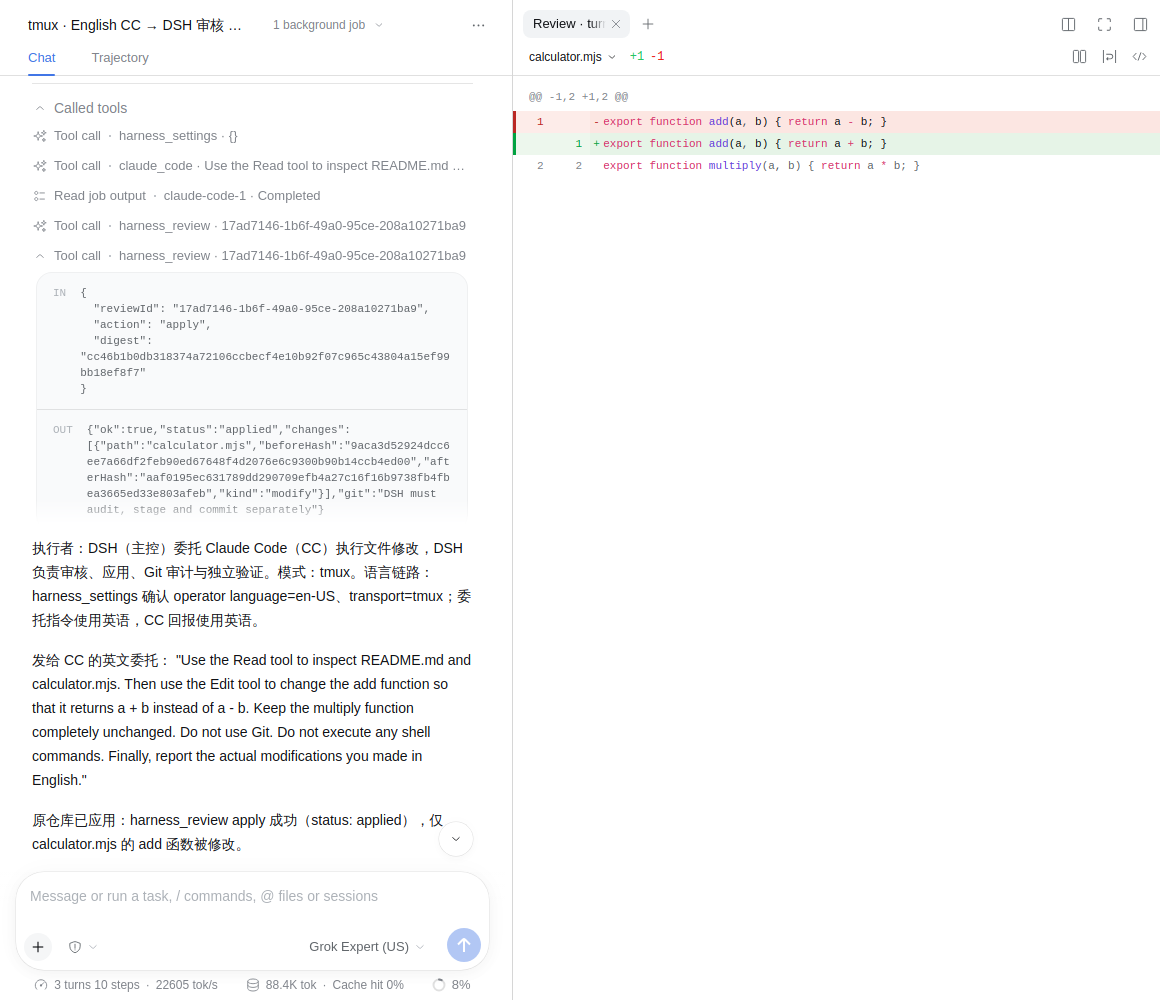 tmux · English CC → DSH 审核 …
1 background job
Chat
Trajectory
Called tools
Tool call · harness_settings · {}
Tool call · claude_code · Use the Read tool to inspect README.md …
Read job output · claude-code-1 · Completed
Tool call · harness_review · 17ad7146-1b6f-49a0-95ce-208a10271ba9
Tool call · harness_review · 17ad7146-1b6f-49a0-95ce-208a10271ba9
IN {
"reviewId": "17ad7146-1b6f-49a0-95ce-208a10271ba9",
"action": "apply",
"digest":
"cc46b1b0db318374a72106ccbecf4e10b92f07c965c43804a15ef99
bb18ef8f7"
}
OUT {"ok":true,"status":"applied","changes":
[{"path":"calculator.mjs","beforeHash":"9aca3d52924dcc6
ee7a66df2feb90ed67648f4d2076e6c9300b90b14ccb4ed00","aft
erHash":"aaf0195ec631789dd290709efb4a27c16f16b9738fb4fb
ea3665ed33e803afeb","kind":"modify"}],"git":"DSH must
audit, stage and commit separately"}
执行者：DSH（主控）委托 Claude Code（CC）执行文件修改，DSH
负责审核、应用、Git 审计与独立验证。模式：tmux。语言链路：
harness_settings 确认 operator language=en-US、transport=tmux；委
托指令使用英语，CC 回报使用英语。
发给 CC 的英文委托： "Use the Read tool to inspect README.md and
calculator.mjs. Then use the Edit tool to change the add function so
that it returns a + b instead of a - b. Keep the multiply function
completely unchanged. Do not use Git. Do not execute any shell
commands. Finally, report the actual modifications you made in
English."
原仓库已应用：harness_review apply 成功（status: applied），仅
calculator.mjs 的 add 函数被修改。
Message or run a task, / commands, @ files or sessions
Grok Expert (US)
3 turns 10 steps · 22605 tok/s
88.4K tok · Cache hit 0%
8%
Review · turn
calculator.mjs +1 -1
@@ -1,2 +1,2 @@
1 - export function add(a, b) { return a - b; }
1 + export function add(a, b) { return a + b; }
2 2 export function multiply(a, b) { return a * b; }